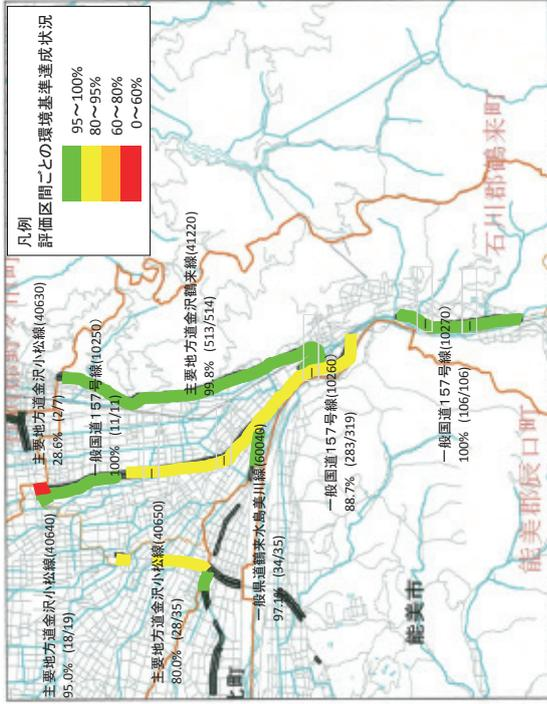 凡例
評価区間ごとの環境基準達成状況
95～100%
80～95%
60～80%
0～60%
主要地方道金沢小松線(40630)
28.6% (2/7)
一般国道157号線(10250)
100% (11/11)
主要地方道金沢鶴来線(41220)
99.8% (513/514)
主要地方道金沢小松線(40640)
95.0% (18/19)
主要地方道金沢小松線(40650)
80.0% (28/35)
一般県道鶴来水島美川線(60040)
97.1% (34/35)
一般国道157号線(10260)
88.7% (283/319)
一般国道157号線(10270)
100% (106/106)
石川郡鶴来町
能美郡辰口町
能美市